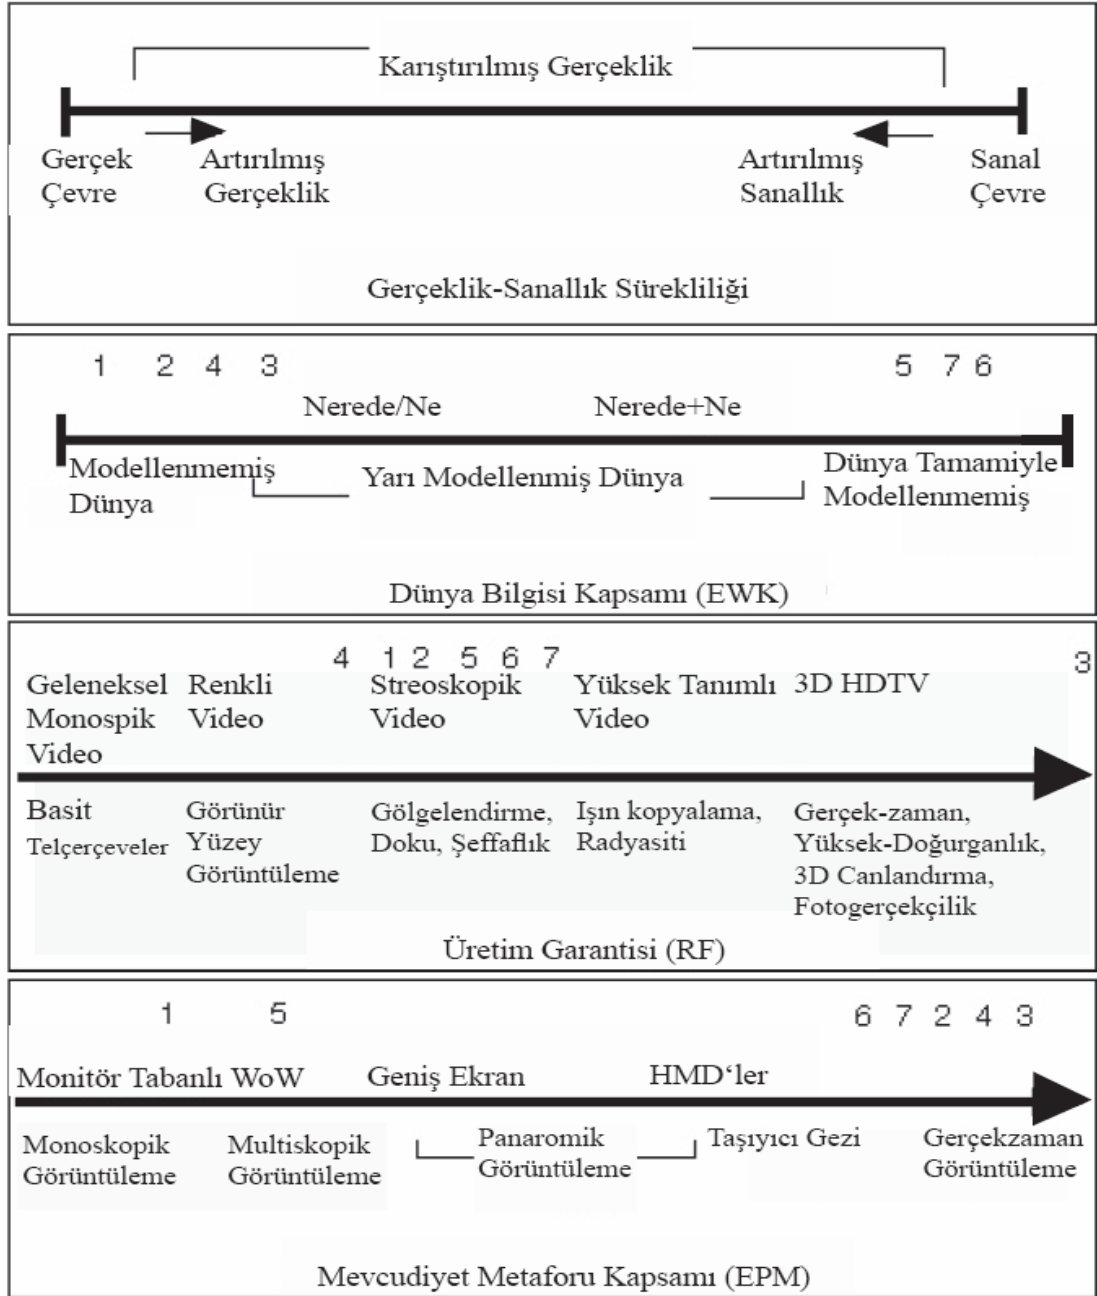 Karıştırılmış Gerçeklik
Gerçek Çevre
Artırılmış Gerçeklik
Artırılmış Sanallık
Sanal Çevre
Gerçeklik-Sanallık Sürekliliği
1 2 4 3 5 7 6
Nerede/Ne Nerede+Ne
Modellenmemiş Dünya
Yarı Modellenmiş Dünya
Dünya Tamamiyle Modellenmemiş
Dünya Bilgisi Kapsamı (EWK)
4 1 2 5 6 7 3
Geleneksel Monospik Video
Renkli Video
Streoskopik Video
Yüksek Tanımlı Video
3D HDTV
Basit Telçerçeveler
Görünür Yüzey Görüntüleme
Gölgelendirme, Doku, Şeffaflık
Işın kopyalama, Radyasiti
Gerçek-zaman, Yüksek-Doğurganlık, 3D Canlandırma, Fotogerçekçilik
Üretim Garantisi (RF)
1 5 6 7 2 4 3
Monitör Tabanlı WoW Geniş Ekran HMD‘ler
Monoskopik Görüntüleme
Multiskopik Görüntüleme
Panaromik Görüntüleme
Taşıyıcı Gezi
Gerçekzaman Görüntüleme
Mevcudiyet Metaforu Kapsamı (EPM)